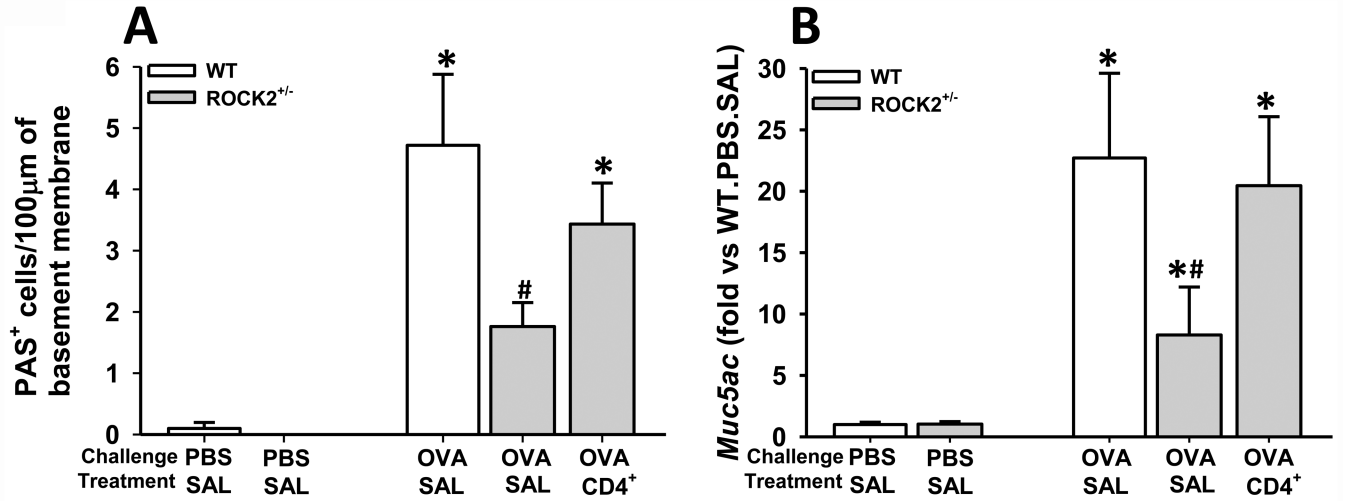 A
PAS+ cells/100μm of
basement membrane
6
5
4
3
2
1
0
WT
ROCK2+/-
*
#
*
Challenge PBS PBS OVA OVA OVA
Treatment SAL SAL SAL SAL CD4+
B
Muc5ac (fold vs WT.PBS.SAL)
30
25
20
15
10
5
0
WT
ROCK2+/-
*
*#
*
Challenge PBS PBS OVA OVA OVA
Treatment SAL SAL SAL SAL CD4+